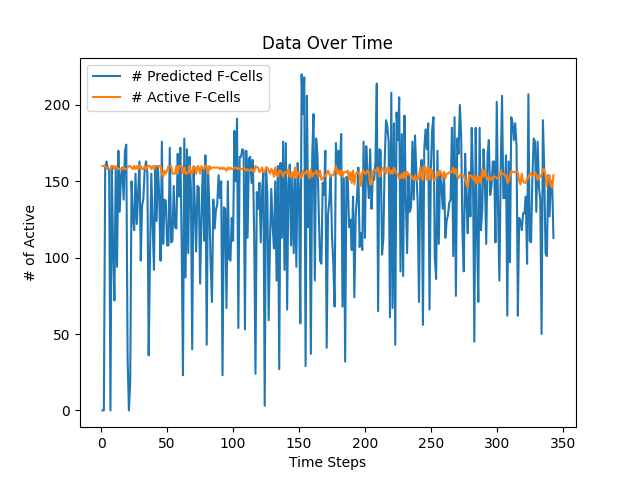 Data Over Time
# Predicted F-Cells
# Active F-Cells
# of Active
200
150
100
50
0
0 50 100 150 200 250 300 350
Time Steps